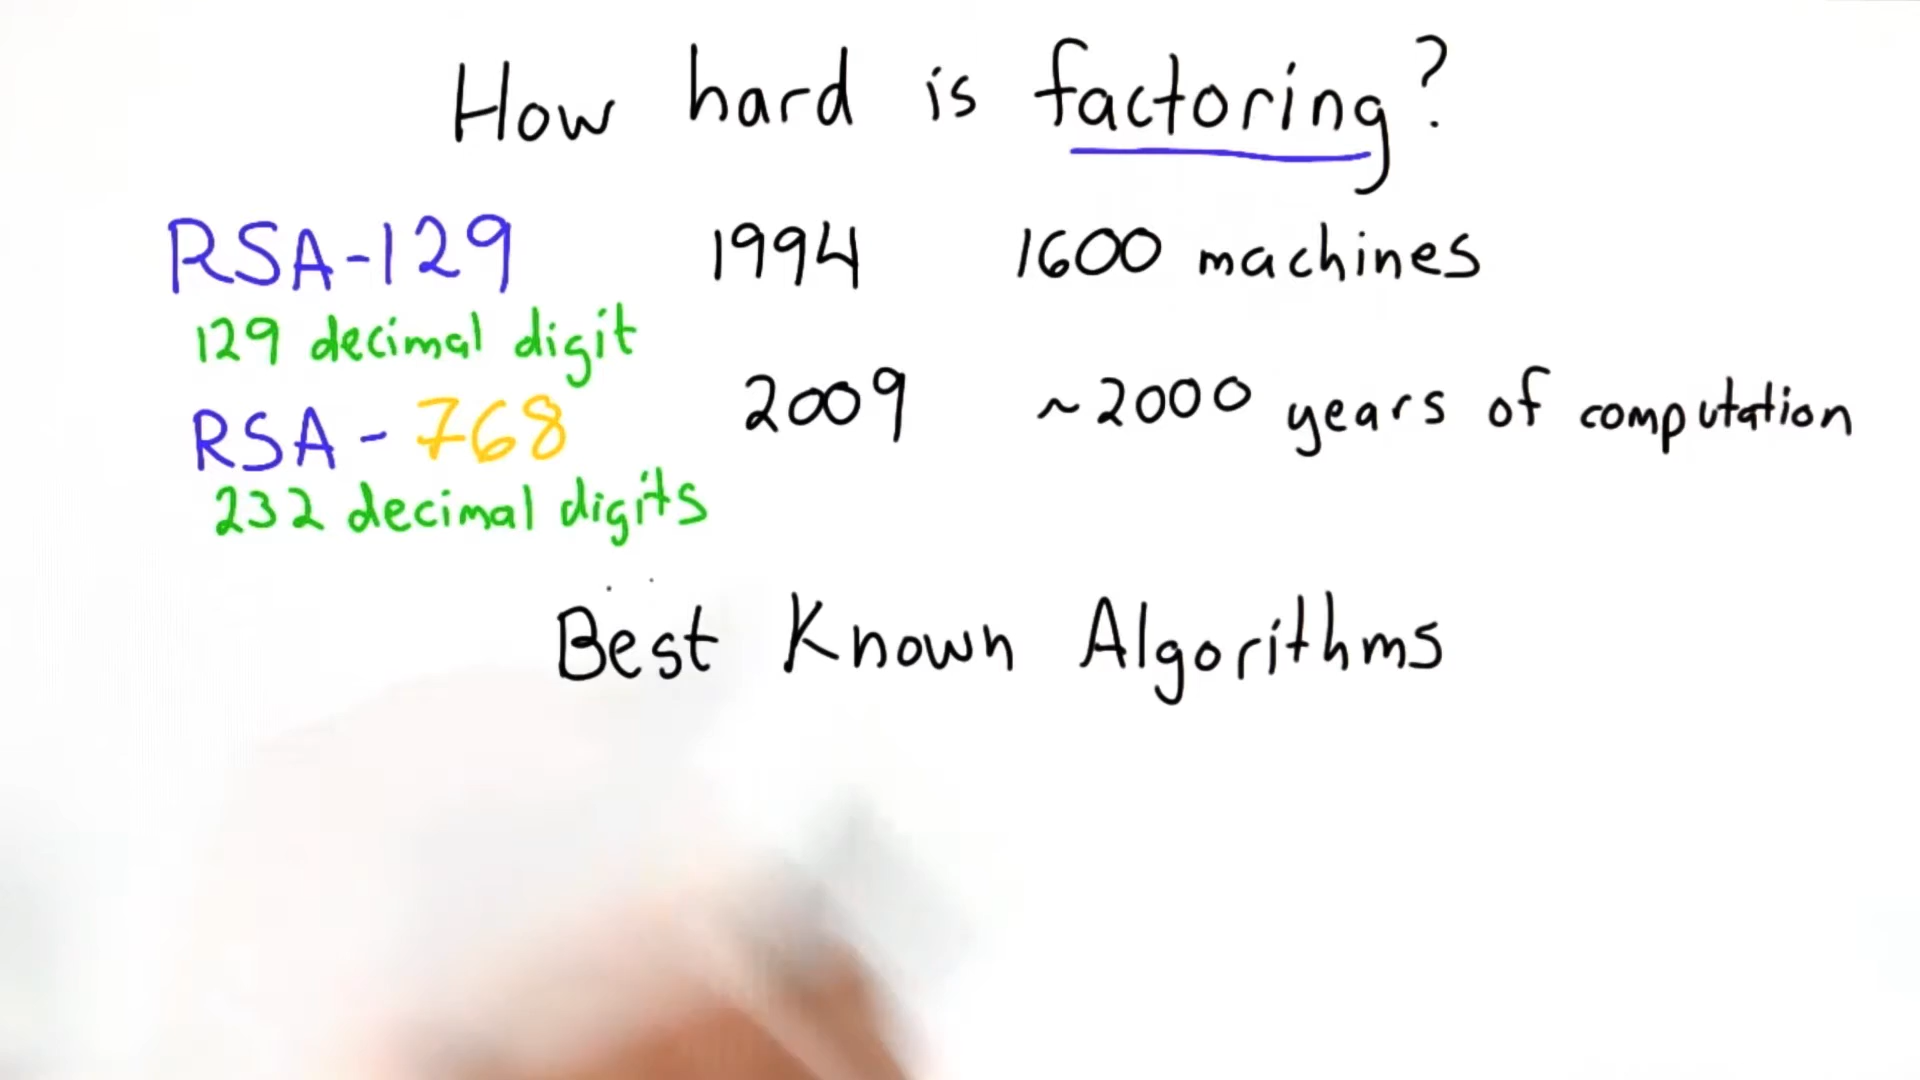 How hard is factoring?
RSA-129 1994 1600 machines
129 decimal digit
RSA-768 2009 ~2000 years of computation
232 decimal digits
Best Known Algorithms